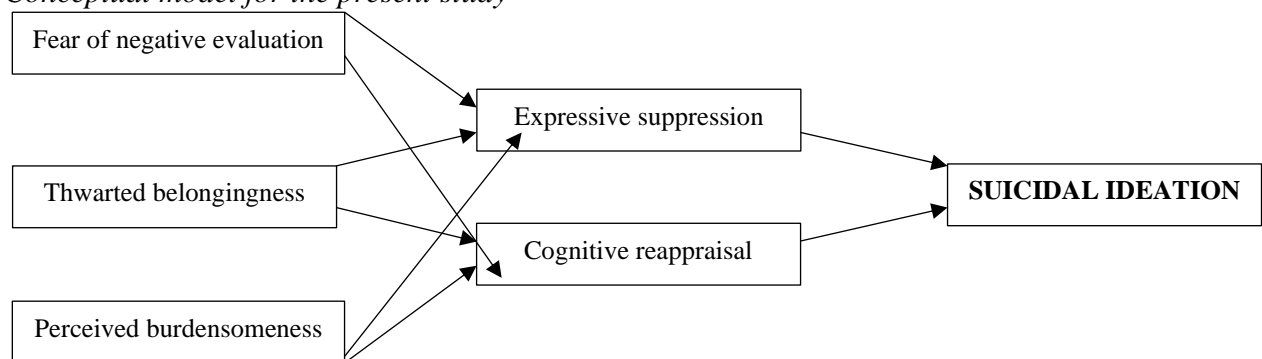 Conceptual model for the present study
Fear of negative evaluation
Expressive suppression
Thwarted belongingness
SUICIDAL IDEATION
Cognitive reappraisal
Perceived burdensomeness